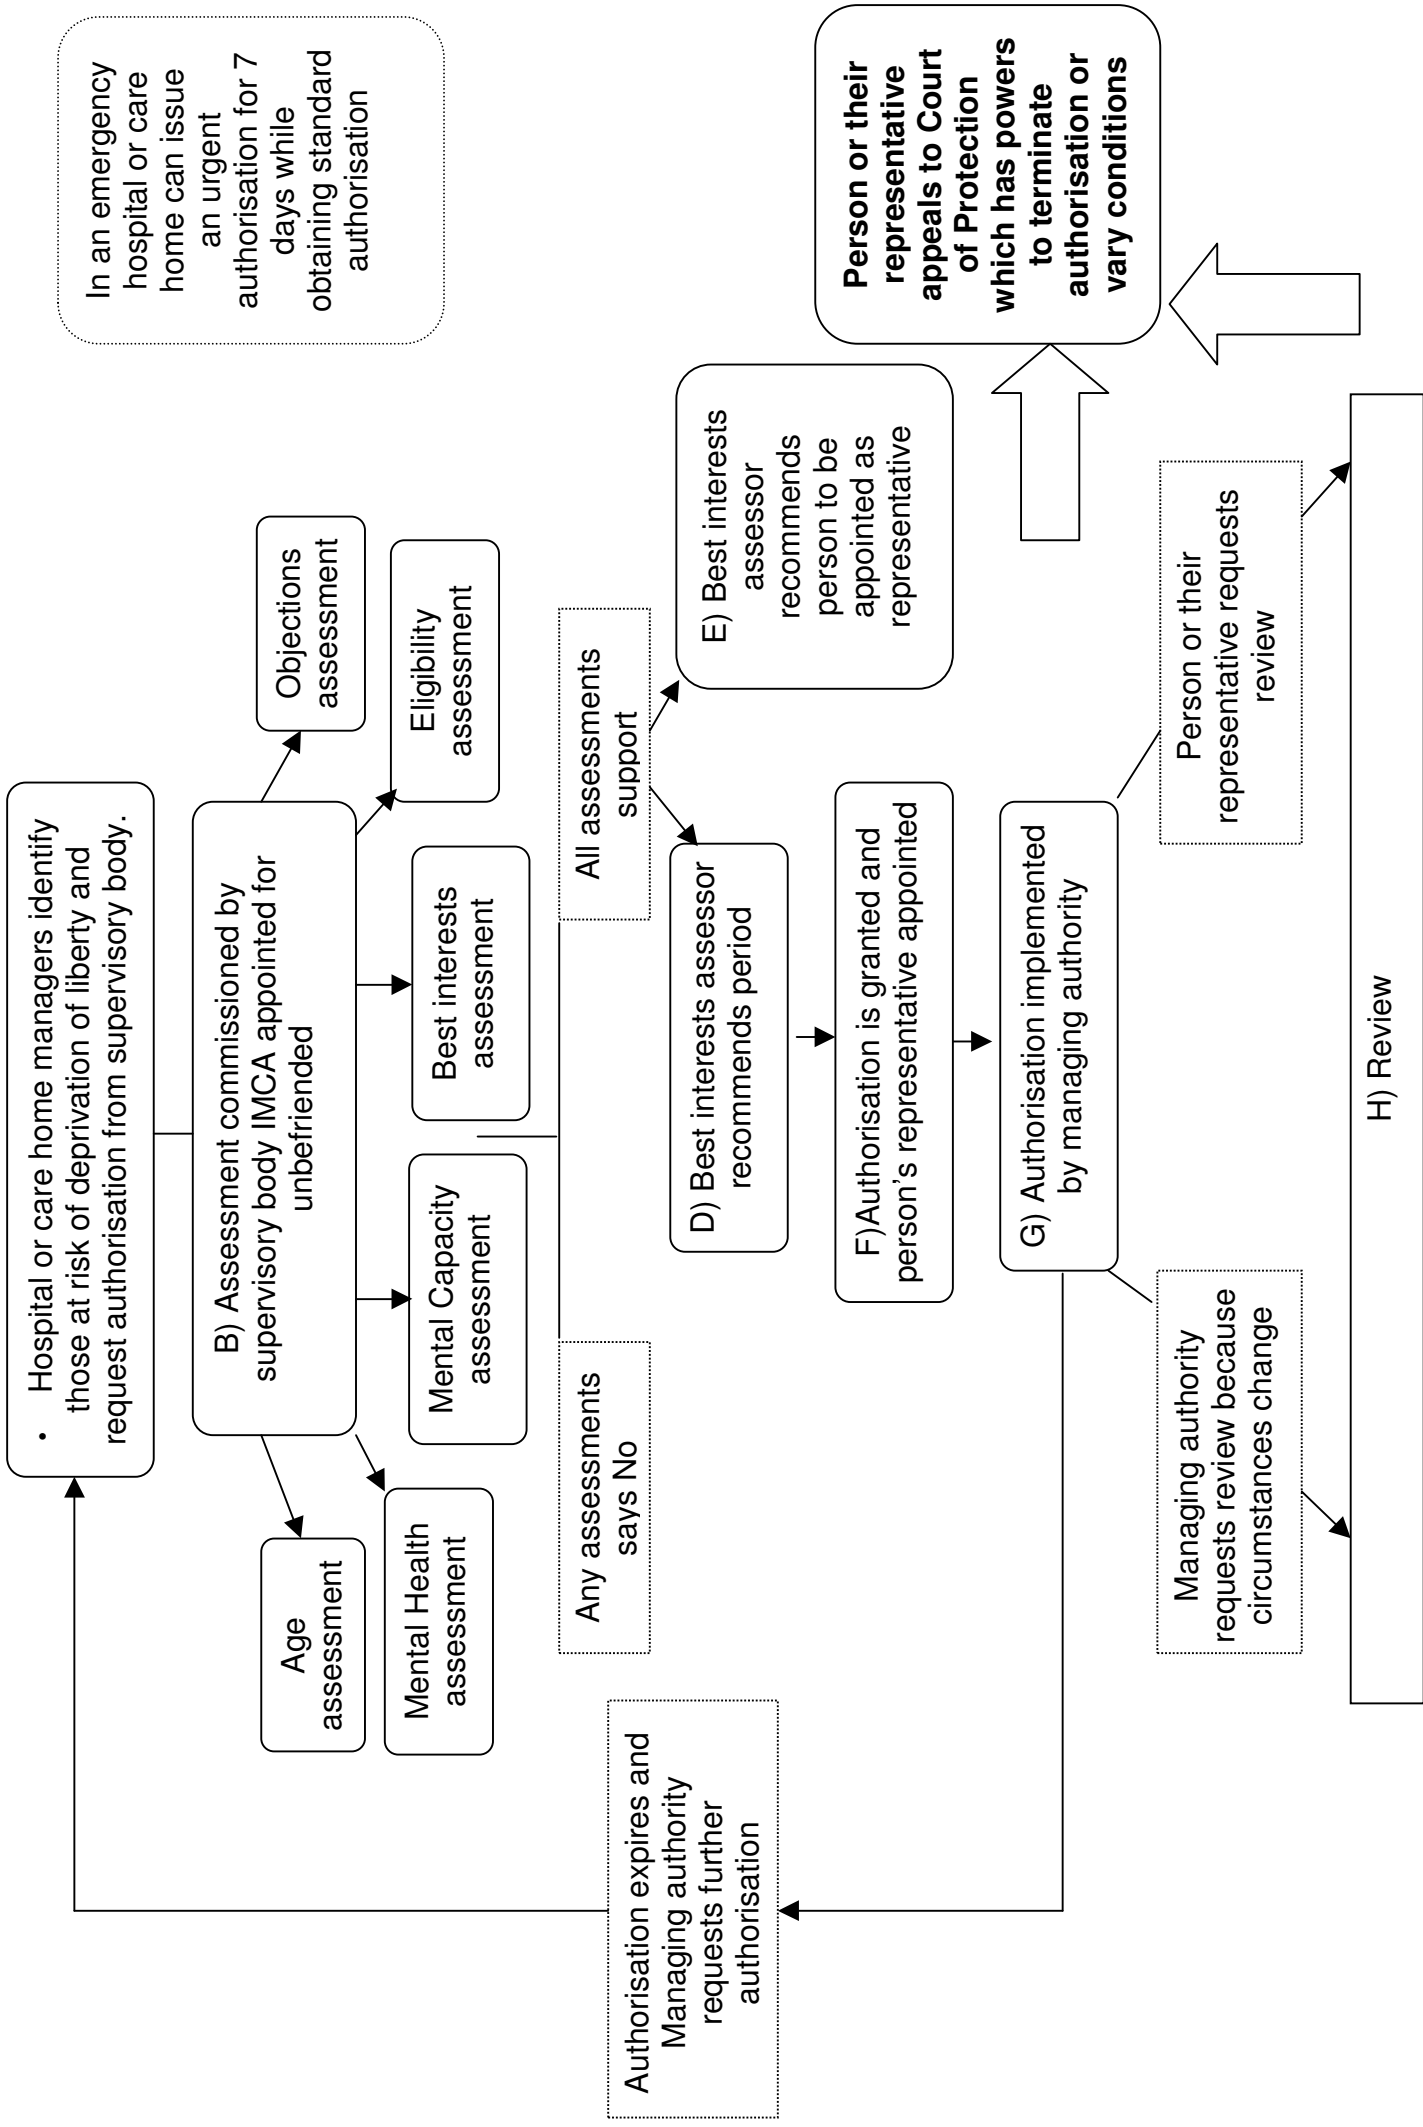 • Hospital or care home managers identify
those at risk of deprivation of liberty and
request authorisation from supervisory body.
In an emergency
hospital or care
home can issue
an urgent
authorisation for 7
days while
obtaining standard
authorisation
B) Assessment commissioned by
supervisory body IMCA appointed for
unbefriended
Age
assessment
Mental Health
assessment
Mental Capacity
assessment
Best interests
assessment
Eligibility
assessment
Objections
assessment
Any assessments
says No
All assessments
support
Authorisation expires and
Managing authority
requests further
authorisation
D) Best interests assessor
recommends period
E) Best interests
assessor
recommends
person to be
appointed as
representative
F)Authorisation is granted and
person’s representative appointed
Person or their
representative
appeals to Court
of Protection
which has powers
to terminate
authorisation or
vary conditions
G) Authorisation implemented
by managing authority
Managing authority
requests review because
circumstances change
Person or their
representative requests
review
H) Review